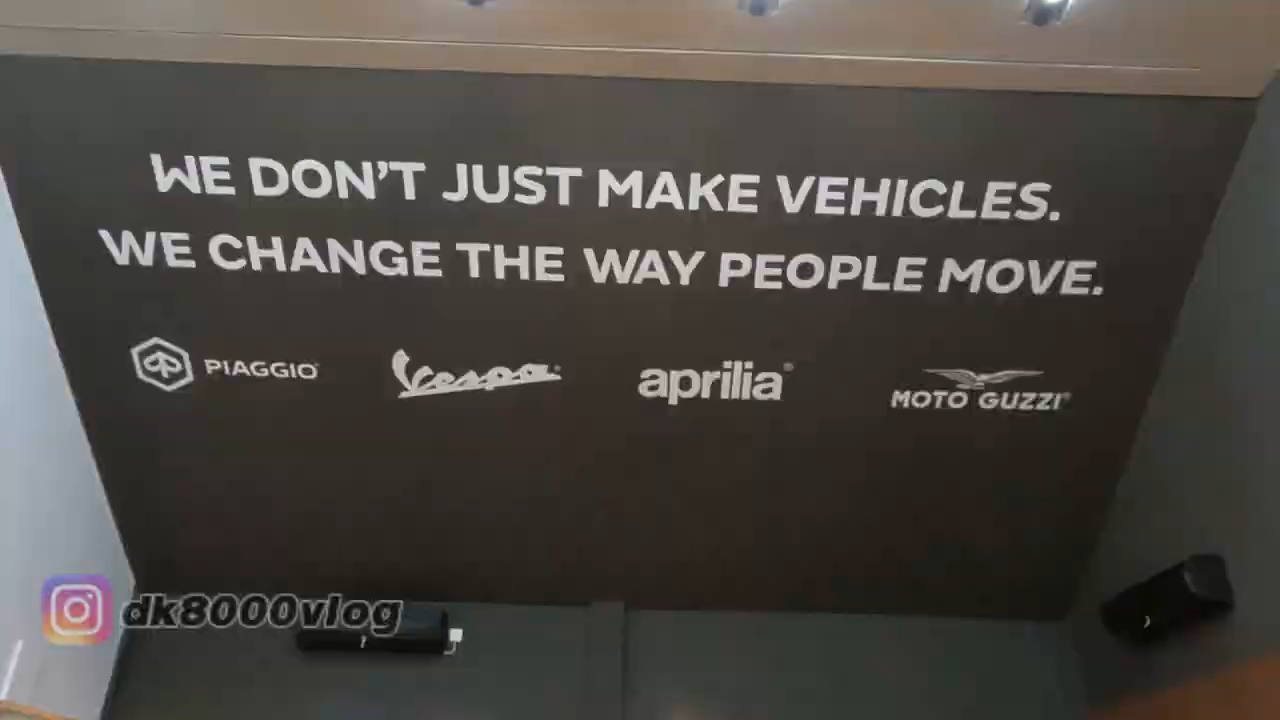 WE DON'T JUST MAKE VEHICLES.
WE CHANGE THE WAY PEOPLE MOVE.
PIAGGIO Vespa® aprilia® MOTO GUZZI®
dk8000vlog